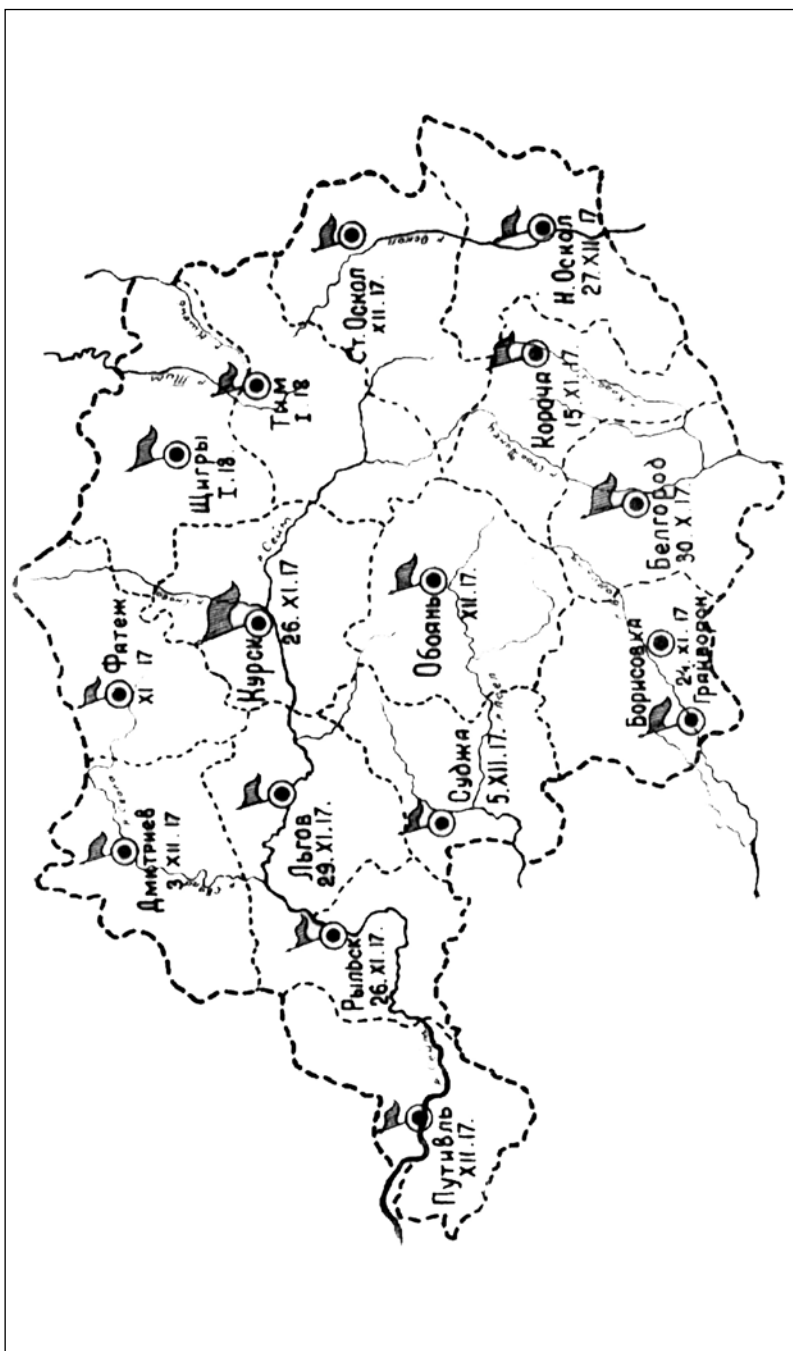 Дмитриев
3. XII. 17
Фатеж
XI. 17
Щигры
I. 18.
Тым
I. 18
р. Тим
Курск
26. XI. 17
р. Сейм
Льгов
29. XI. 17.
Рыльск
26. XI. 17.
Путивль
XII. 17.
Ст. Оскол
XII. 17.
р. Оскол
Суджа
5. XII. 17.
Обоянь
XII. 17.
Н. Оскол
27. XII. 17
Корача
15. XI. 17
Борисовка
24. XI. 17
Грайворон
Белгород
30. X. 17.